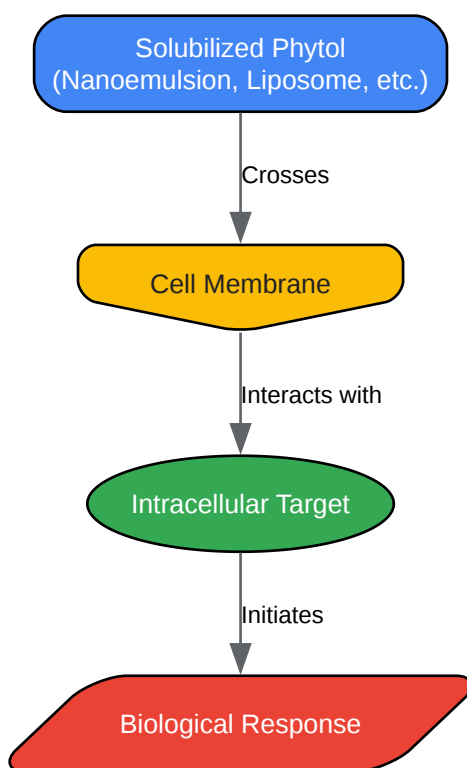 Solubilized Phytol
(Nanoemulsion, Liposome, etc.)
Crosses
Cell Membrane
Interacts with
Intracellular Target
Initiates
Biological Response